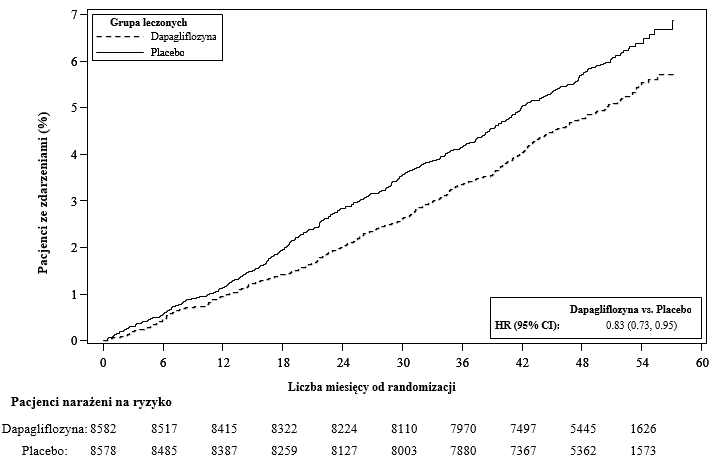 7
6
5
4
3
2
1
0
Pacjenci ze zdarzeniami (%)
Grupa leczonych
Dapagliflozyna
Placebo
Dapagliflozyna vs. Placebo
HR (95% CI): 0.83 (0.73, 0.95)
0 6 12 18 24 30 36 42 48 54 60
Liczba miesięcy od randomizacji
Pacjenci narażeni na ryzyko
Dapagliflozyna: 8582 8517 8415 8322 8224 8110 7970 7497 5445 1626
Placebo: 8578 8485 8387 8259 8127 8003 7880 7367 5362 1573